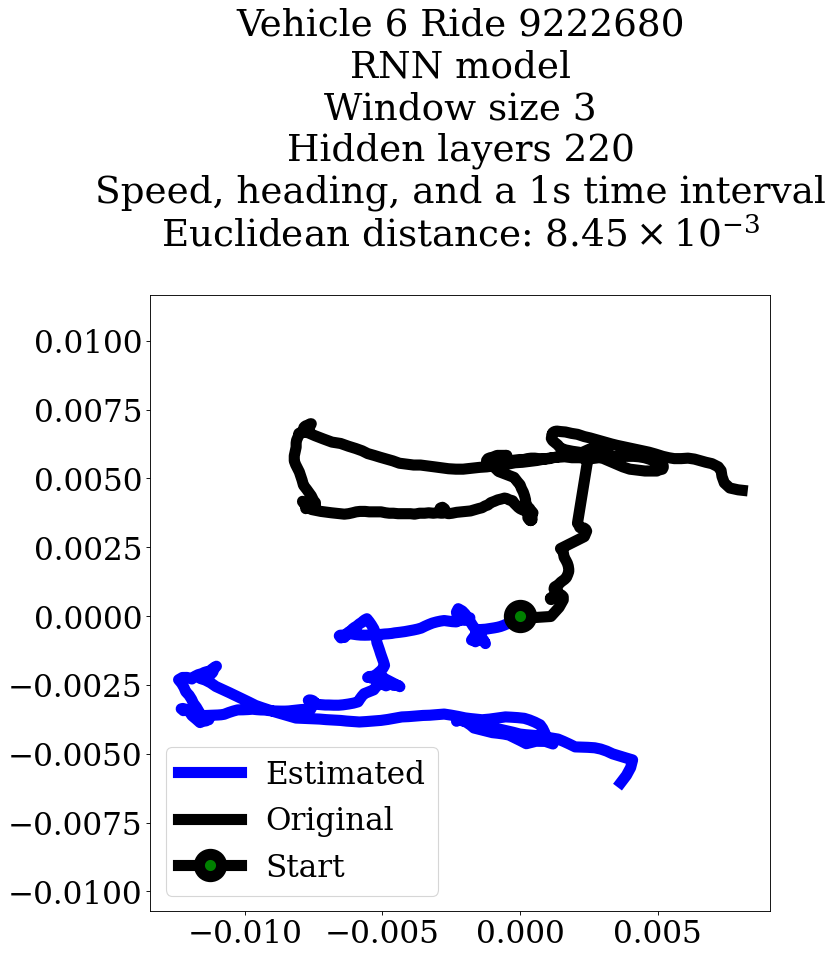 Vehicle 6 Ride 9222680
RNN model
Window size 3
Hidden layers 220
Speed, heading, and a 1s time interval
Euclidean distance: 8.45 × 10⁻³
0.0100
0.0075
0.0050
0.0025
0.0000
−0.0025
−0.0050
−0.0075
−0.0100
Estimated
Original
Start
−0.010 −0.005 0.000 0.005